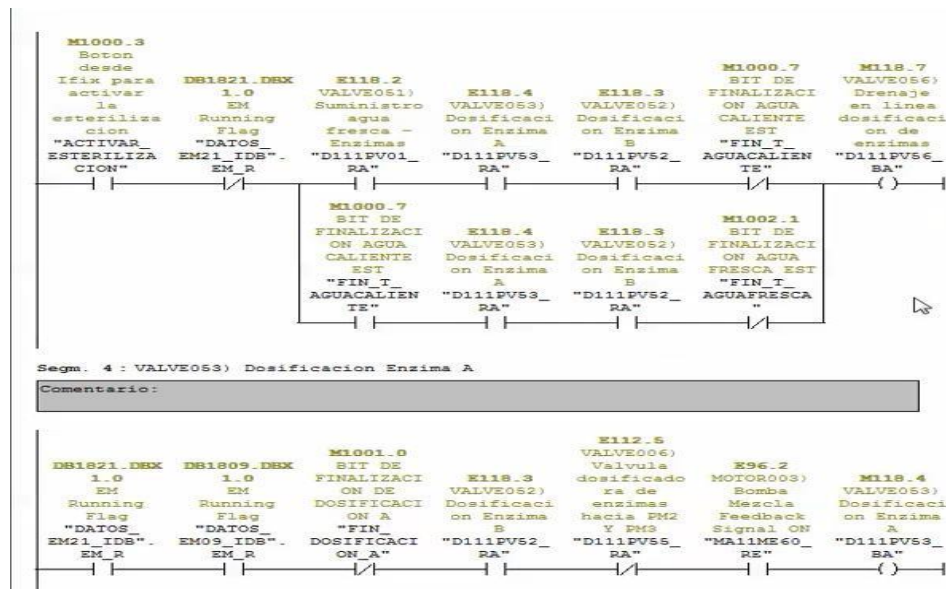 M1000.3
Boton
desde
Ifix para
activar
la
esteriliza
cion
"ACTIVAR_
ESTERILIZA
CION"
DB1821.DBX
1.0
EM
Running
Flag
"DATOS_
EM21_IDB".
EM_R
E118.2
VALVE051)
Suministro
agua
fresca -
Enzimas
"D111PV01_
RA"
E118.4
VALVE053)
Dosificaci
on Enzima
A
"D111PV53_
RA"
E118.3
VALVE052)
Dosificaci
on Enzima
B
"D111PV52_
RA"
M1000.7
BIT DE
FINALIZACI
ON AGUA
CALIENTE
EST
"FIN_T_
AGUACALIEN
TE"
M118.7
VALVE056)
Drenaje
en linea
dosificaci
on de
enzimas
"D111PV56_
BA"
M1000.7
BIT DE
FINALIZACI
ON AGUA
CALIENTE
EST
"FIN_T_
AGUACALIEN
TE"
E118.4
VALVE053)
Dosificaci
on Enzima
A
"D111PV53_
RA"
E118.3
VALVE052)
Dosificaci
on Enzima
B
"D111PV52_
RA"
M1002.1
BIT DE
FINALIZACI
ON AGUA
FRESCA EST
"FIN_T_
AGUAFRESCA
"
Segm. 4 : VALVE053) Dosificacion Enzima A
Comentario:
DB1821.DBX
1.0
EM
Running
Flag
"DATOS_
EM21_IDB".
EM_R
DB1809.DBX
1.0
EM
Running
Flag
"DATOS_
EM09_IDB".
EM_R
M1001.0
BIT DE
FINALIZACI
ON DE
DOSIFICACI
ON A
"FIN_
DOSIFICACI
ON_A"
E118.3
VALVE052)
Dosificaci
on Enzima
B
"D111PV52_
RA"
E112.5
VALVE006)
Valvula
dosificado
ra de
enzimas
hacia PM2
Y PM3
"D111PV55_
RA"
E96.2
MOTOR003)
Bomba
Mezcla
Feedback
Signal ON
"MA11ME60_
RE"
M118.4
VALVE053)
Dosificaci
on Enzima
A
"D111PV53_
BA"